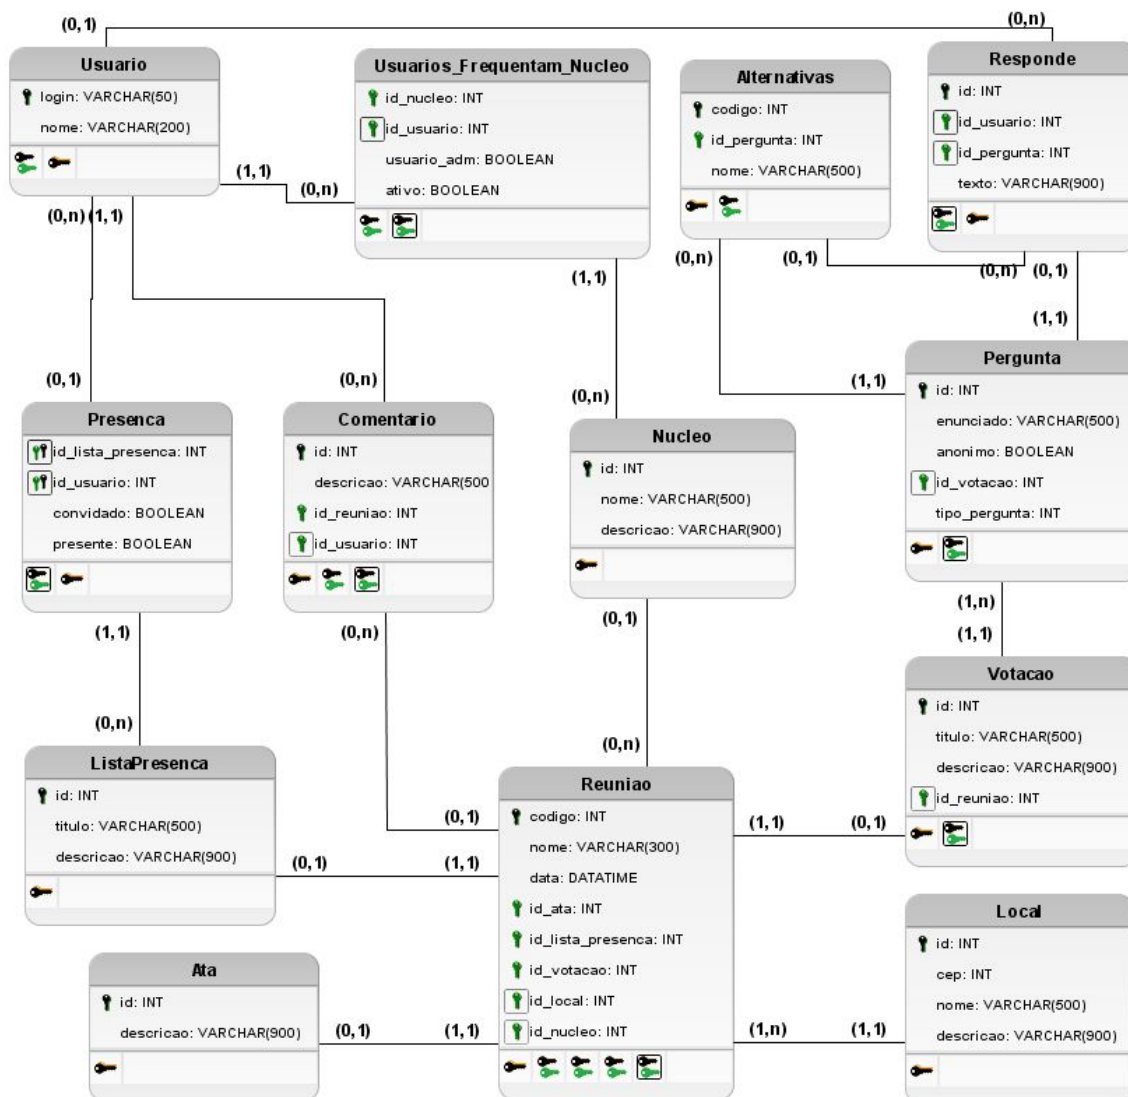 (0,1)
(0,n)
Usuario
login: VARCHAR(50)
nome: VARCHAR(200)
Usuarios_Frequentam_Nucleo
id_nucleo: INT
id_usuario: INT
usuario_adm: BOOLEAN
ativo: BOOLEAN
Alternativas
codigo: INT
id_pergunta: INT
nome: VARCHAR(500)
Responde
id: INT
id_usuario: INT
id_pergunta: INT
texto: VARCHAR(900)
(1,1)
(0,n)
(0,n)
(1,1)
(1,1)
(0,n)
(0,1)
(0,n)
(0,1)
(1,1)
(0,1)
(0,n)
(0,n)
(1,1)
Pergunta
id: INT
enunciado: VARCHAR(500)
anonimo: BOOLEAN
id_votacao: INT
tipo_pergunta: INT
Presenca
id_lista_presenca: INT
id_usuario: INT
convidado: BOOLEAN
presente: BOOLEAN
Comentario
id: INT
descricao: VARCHAR(500
id_reuniao: INT
id_usuario: INT
Nucleo
id: INT
nome: VARCHAR(500)
descricao: VARCHAR(900)
(1,1)
(0,n)
(0,1)
(1,n)
(1,1)
(0,n)
(0,n)
Votacao
id: INT
titulo: VARCHAR(500)
descricao: VARCHAR(900)
id_reuniao: INT
ListaPresenca
id: INT
titulo: VARCHAR(500)
descricao: VARCHAR(900)
Reuniao
codigo: INT
nome: VARCHAR(300)
data: DATATIME
id_ata: INT
id_lista_presenca: INT
id_votacao: INT
id_local: INT
id_nucleo: INT
(0,1)
(1,1)
(0,1)
(0,1)
(1,1)
Local
id: INT
cep: INT
nome: VARCHAR(500)
descricao: VARCHAR(900)
Ata
id: INT
descricao: VARCHAR(900)
(0,1)
(1,1)
(1,n)
(1,1)